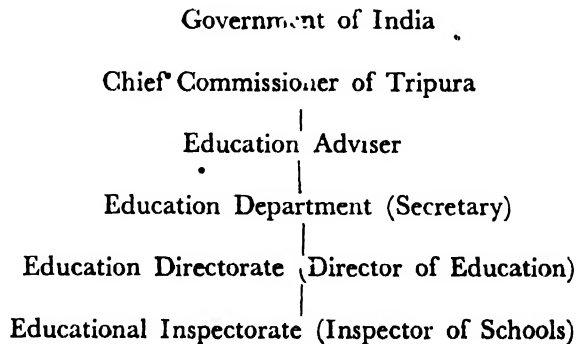 Government of India
Chief Commissioner of Tripura
Education Adviser
Education Department (Secretary)
Education Directorate (Director of Education)
Educational Inspectorate (Inspector of Schools)